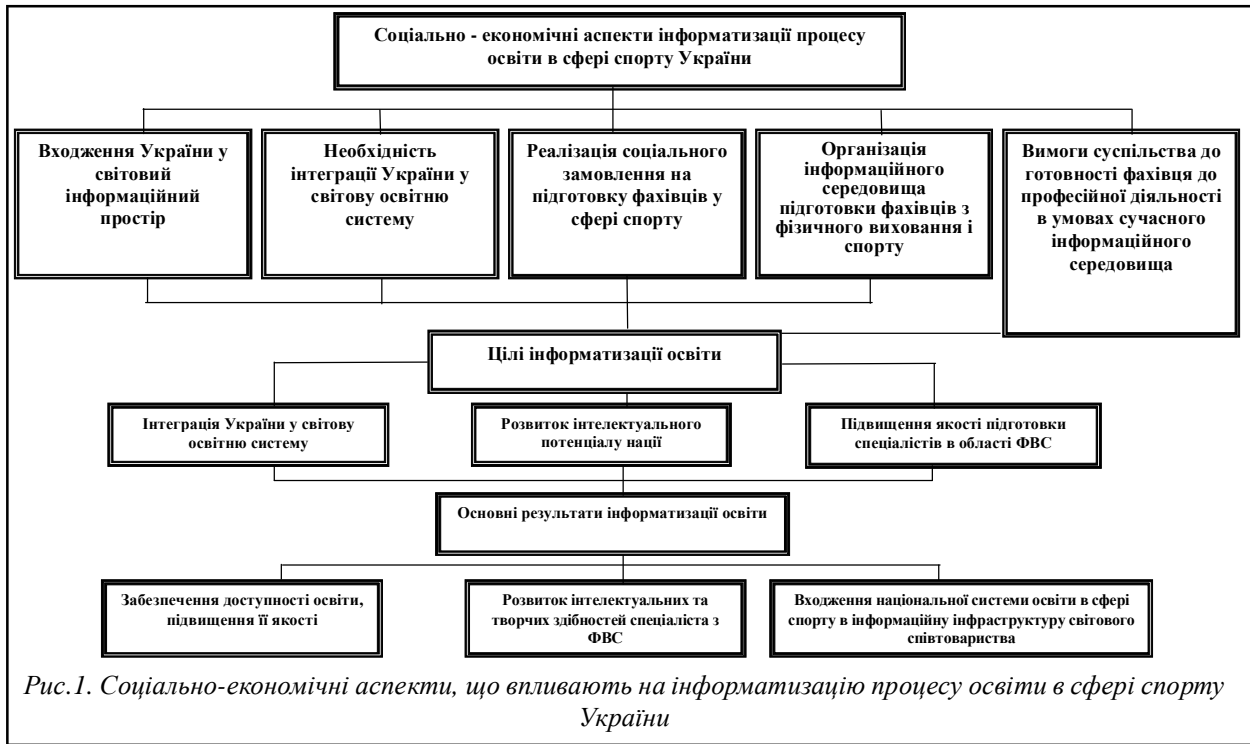 Соціально - економічні аспекти інформатизації процесу
освіти в сфері спорту України
Входження України у
світовий
інформаційний
простір
Необхідність
інтеграції України у
світову освітню
систему
Реалізація соціального
замовлення на
підготовку фахівців у
сфері спорту
Організація
інформаційного
середовища
підготовки фахівців з
фізичного виховання і
спорту
Вимоги суспільства до
готовності фахівця до
професійної діяльності
в умовах сучасного
інформаційного
середовища
Цілі інформатизації освіти
Інтеграція України у світову
освітню систему
Розвиток інтелектуального
потенціалу нації
Підвищення якості підготовки
спеціалістів в області ФВС
Основні результати інформатизації освіти
Забезпечення доступності освіти,
підвищення її якості
Розвиток інтелектуальних та
творчих здібностей спеціаліста з
ФВС
Входження національної системи освіти в сфері
спорту в інформаційну інфраструктуру світового
співтовариства
Рис.1. Соціально-економічні аспекти, що впливають на інформатизацію процесу освіти в сфері спорту
України